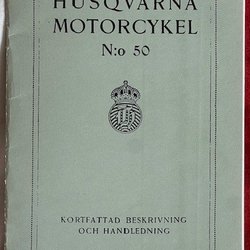 HUSQVARNA
MOTORCYKEL
N:o 50
KORTFATTAD BESKRIVNING
OCH HANDLEDNING